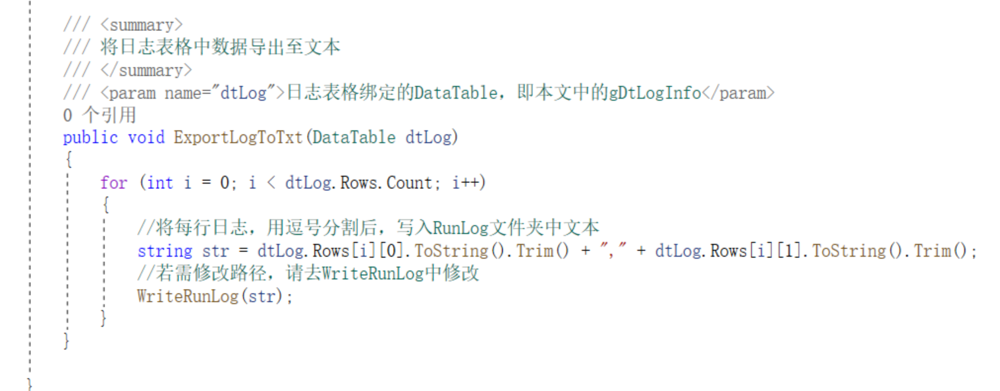 /// <summary>
/// 将日志表格中数据导出至文本
/// </summary>
/// <param name="dtLog">日志表格绑定的DataTable，即本文中的gDtLogInfo</param>
0 个引用
public void ExportLogToTxt(DataTable dtLog)
{
for (int i = 0; i < dtLog.Rows.Count; i++)
{
//将每行日志，用逗号分割后，写入RunLog文件夹中文本
string str = dtLog.Rows[i][0].ToString().Trim() + "," + dtLog.Rows[i][1].ToString().Trim();
//若需修改路径，请去WriteRunLog中修改
WriteRunLog(str);
}
}
}